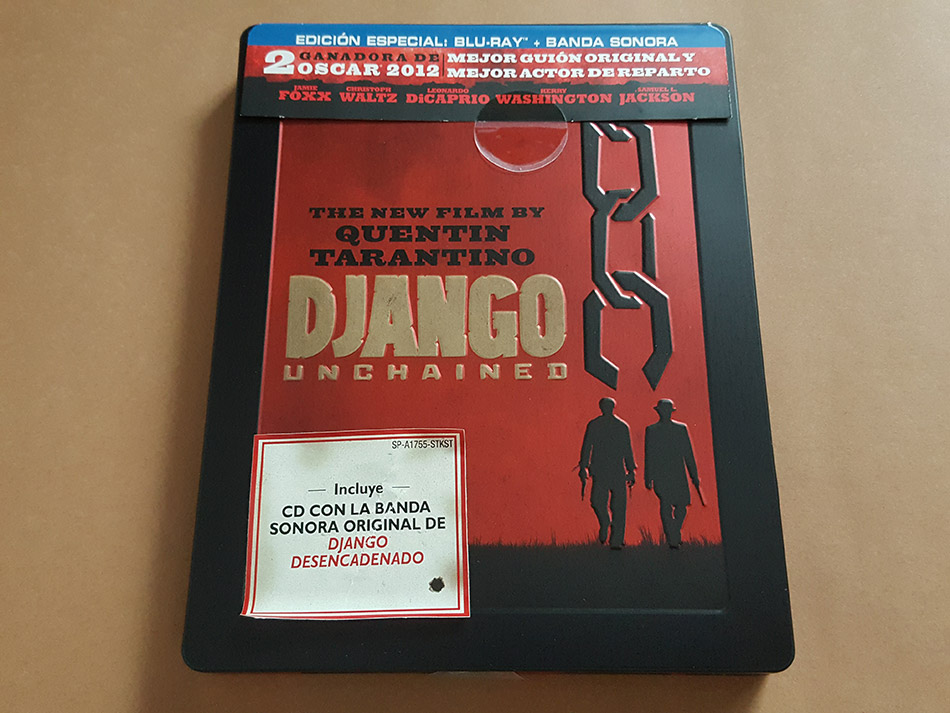 EDICIÓN ESPECIAL: BLU-RAY™ + BANDA SONORA
2 GANADORA DE OSCAR® 2012
MEJOR GUIÓN ORIGINAL Y
MEJOR ACTOR DE REPARTO
JAMIE FOXX CHRISTOPH WALTZ LEONARDO DiCAPRIO KERRY WASHINGTON SAMUEL L. JACKSON
THE NEW FILM BY
QUENTIN
TARANTINO
DJANGO
UNCHAINED
SP-A1755-STKST
Incluye
CD CON LA BANDA
SONORA ORIGINAL DE
DJANGO
DESENCADENADO